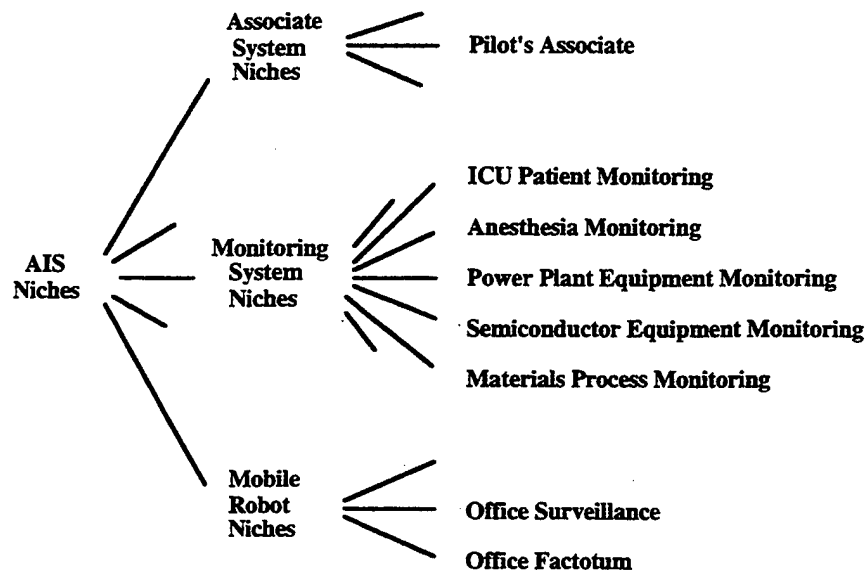 Associate
System
Niches
Pilot's Associate
ICU Patient Monitoring
Anesthesia Monitoring
AIS
Niches
Monitoring
System
Niches
Power Plant Equipment Monitoring
Semiconductor Equipment Monitoring
Materials Process Monitoring
Mobile
Robot
Niches
Office Surveillance
Office Factotum